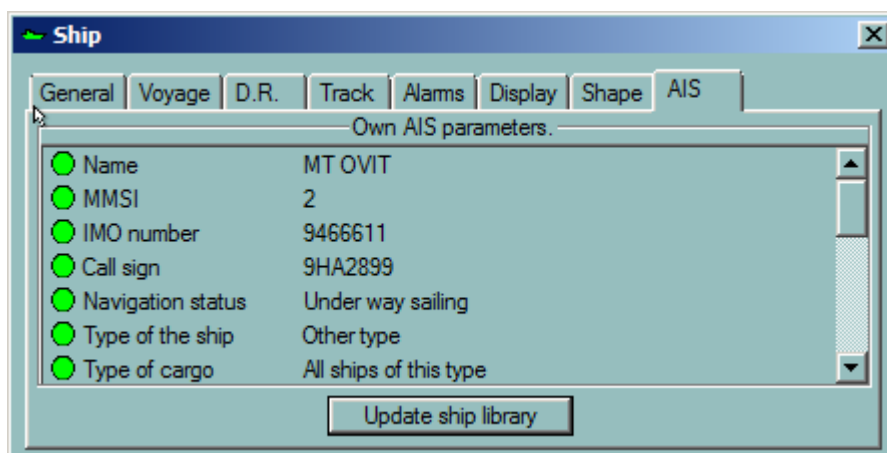 Ship
General Voyage D.R. Track Alarms Display Shape AIS
Own AIS parameters.
Name MT OVIT
MMSI 2
IMO number 9466611
Call sign 9HA2899
Navigation status Under way sailing
Type of the ship Other type
Type of cargo All ships of this type
Update ship library